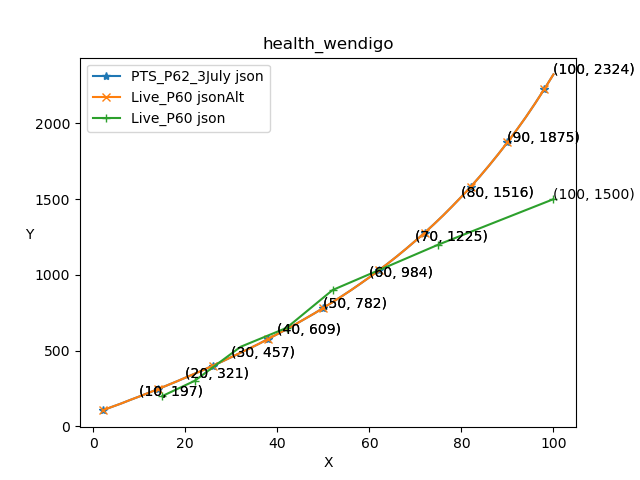 health_wendigo
PTS_P62_3July json
Live_P60 jsonAlt
Live_P60 json
(100, 2324)
(90, 1875)
(80, 1516)
(100, 1500)
(70, 1225)
(60, 984)
(50, 782)
(40, 609)
(30, 457)
(20, 321)
(10, 197)
Y
2000
1500
1000
500
0
0 20 40 60 80 100
X